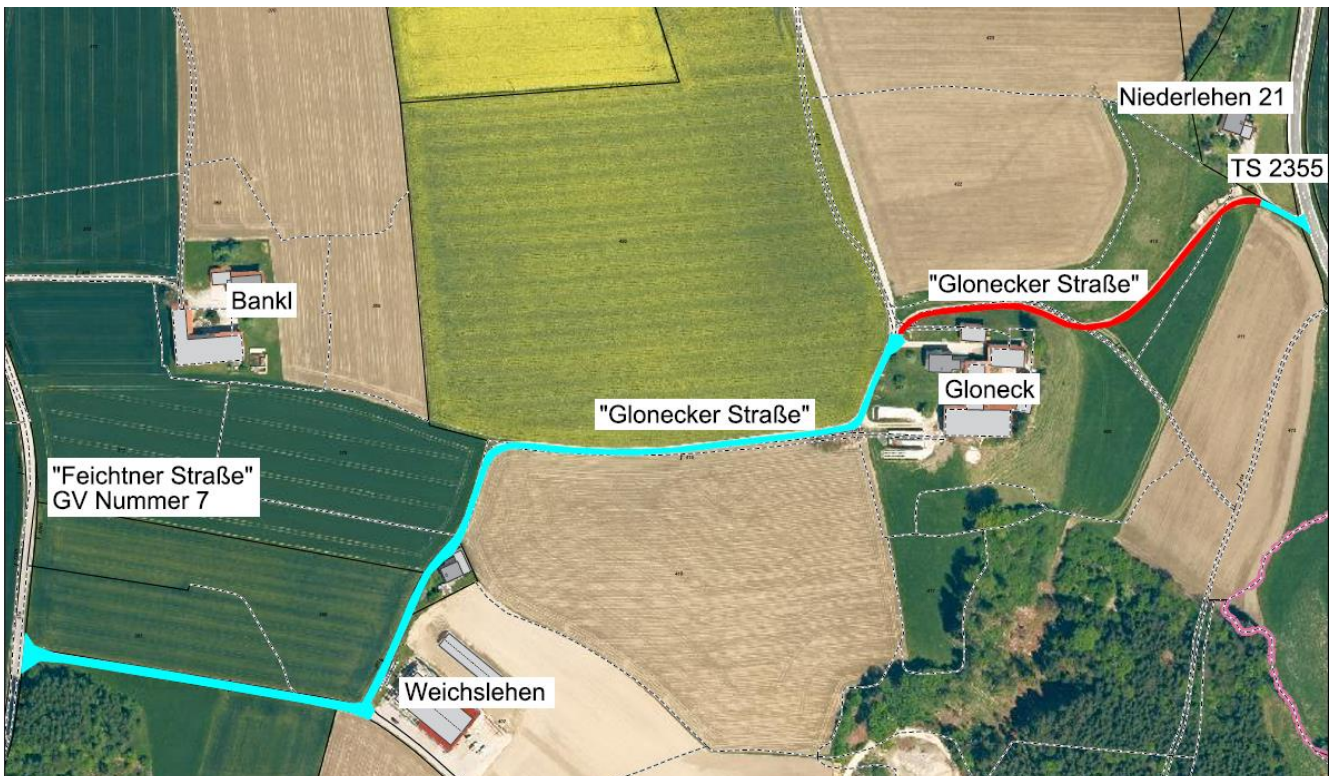 Niederlehen 21
TS 2355
"Glonecker Straße"
Bankl
Gloneck
"Glonecker Straße"
"Feichtner Straße"
GV Nummer 7
Weichslehen